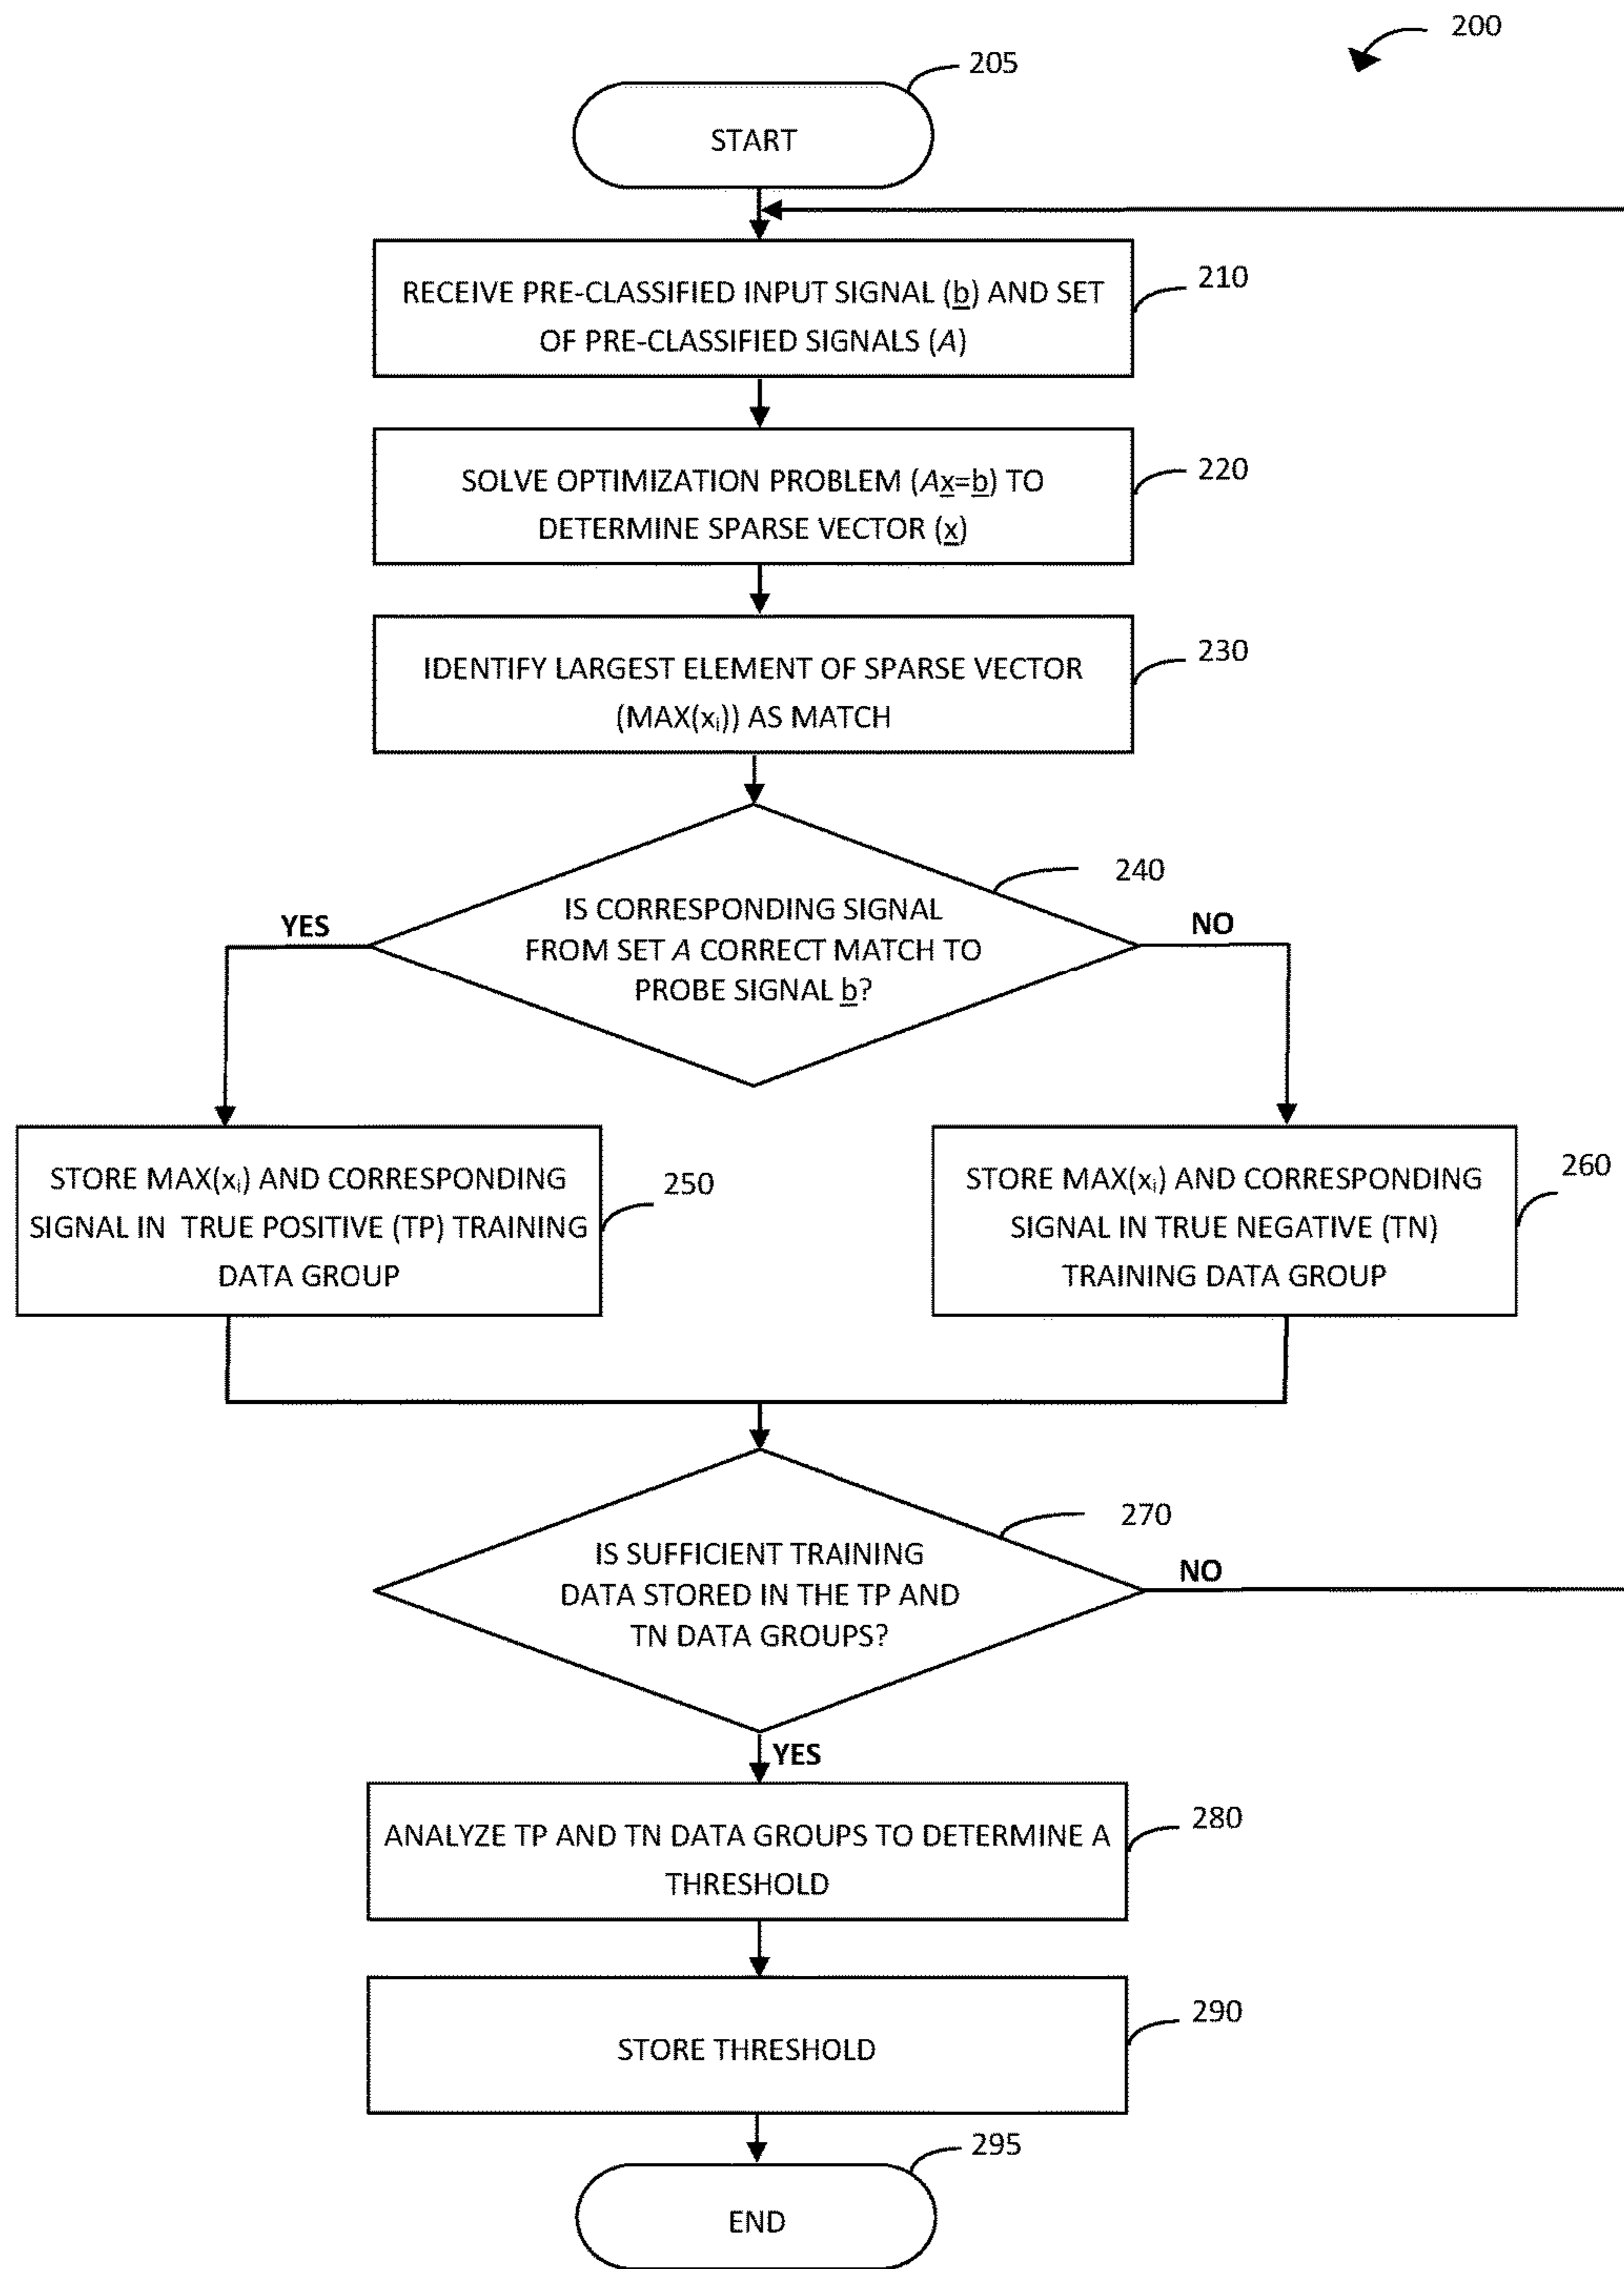 200
205
START
RECEIVE PRE-CLASSIFIED INPUT SIGNAL (b) AND SET
OF PRE-CLASSIFIED SIGNALS (A)
210
SOLVE OPTIMIZATION PROBLEM (Ax=b) TO
DETERMINE SPARSE VECTOR (x)
220
IDENTIFY LARGEST ELEMENT OF SPARSE VECTOR
(MAX(xᵢ)) AS MATCH
230
240
IS CORRESPONDING SIGNAL
FROM SET A CORRECT MATCH TO
PROBE SIGNAL b?
YES
NO
STORE MAX(xᵢ) AND CORRESPONDING
SIGNAL IN TRUE POSITIVE (TP) TRAINING
DATA GROUP
250
STORE MAX(xᵢ) AND CORRESPONDING
SIGNAL IN TRUE NEGATIVE (TN)
TRAINING DATA GROUP
260
270
IS SUFFICIENT TRAINING
DATA STORED IN THE TP AND
TN DATA GROUPS?
NO
YES
ANALYZE TP AND TN DATA GROUPS TO DETERMINE A
THRESHOLD
280
STORE THRESHOLD
290
295
END